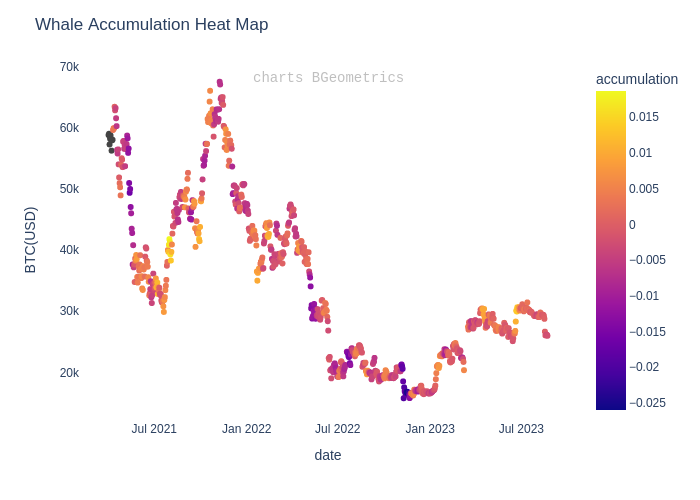 Whale Accumulation Heat Map
charts BGeometrics
accumulation
70k
60k
50k
40k
30k
20k
BTC(USD)
0.015
0.01
0.005
0
−0.005
−0.01
−0.015
−0.02
−0.025
Jul 2021
Jan 2022
Jul 2022
Jan 2023
Jul 2023
date